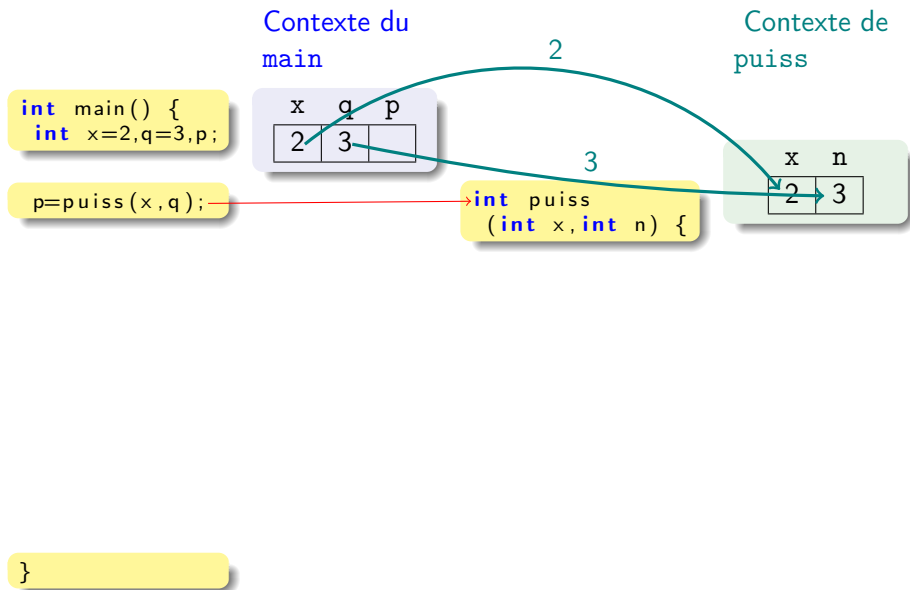 Contexte du
main
Contexte de
puiss
2
int main() {
int x=2,q=3,p;
x q p
2 3
3
x n
2 3
p=puiss(x,q);
int puiss
(int x,int n) {
}